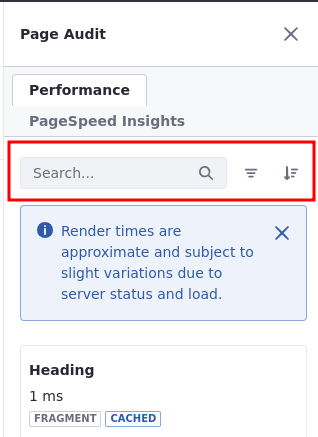 Page Audit
Performance
PageSpeed Insights
Search...
Render times are
approximate and subject to
slight variations due to
server status and load.
Heading
1 ms
FRAGMENT CACHED